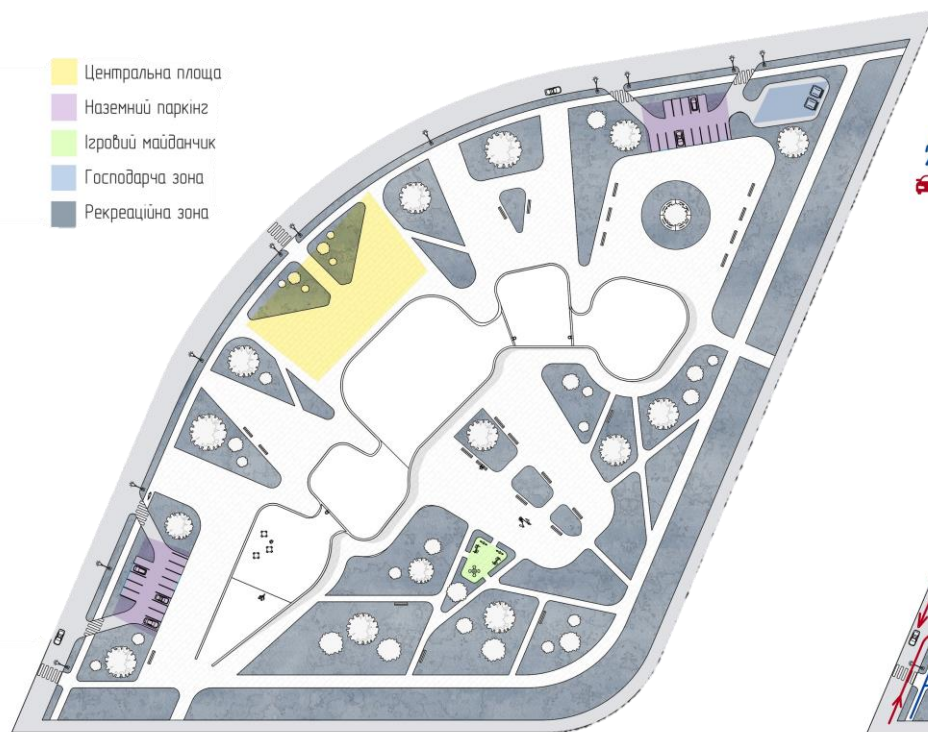 Центральна площа
Наземний паркінг
Ігровий майданчик
Господарча зона
Рекреаційна зона